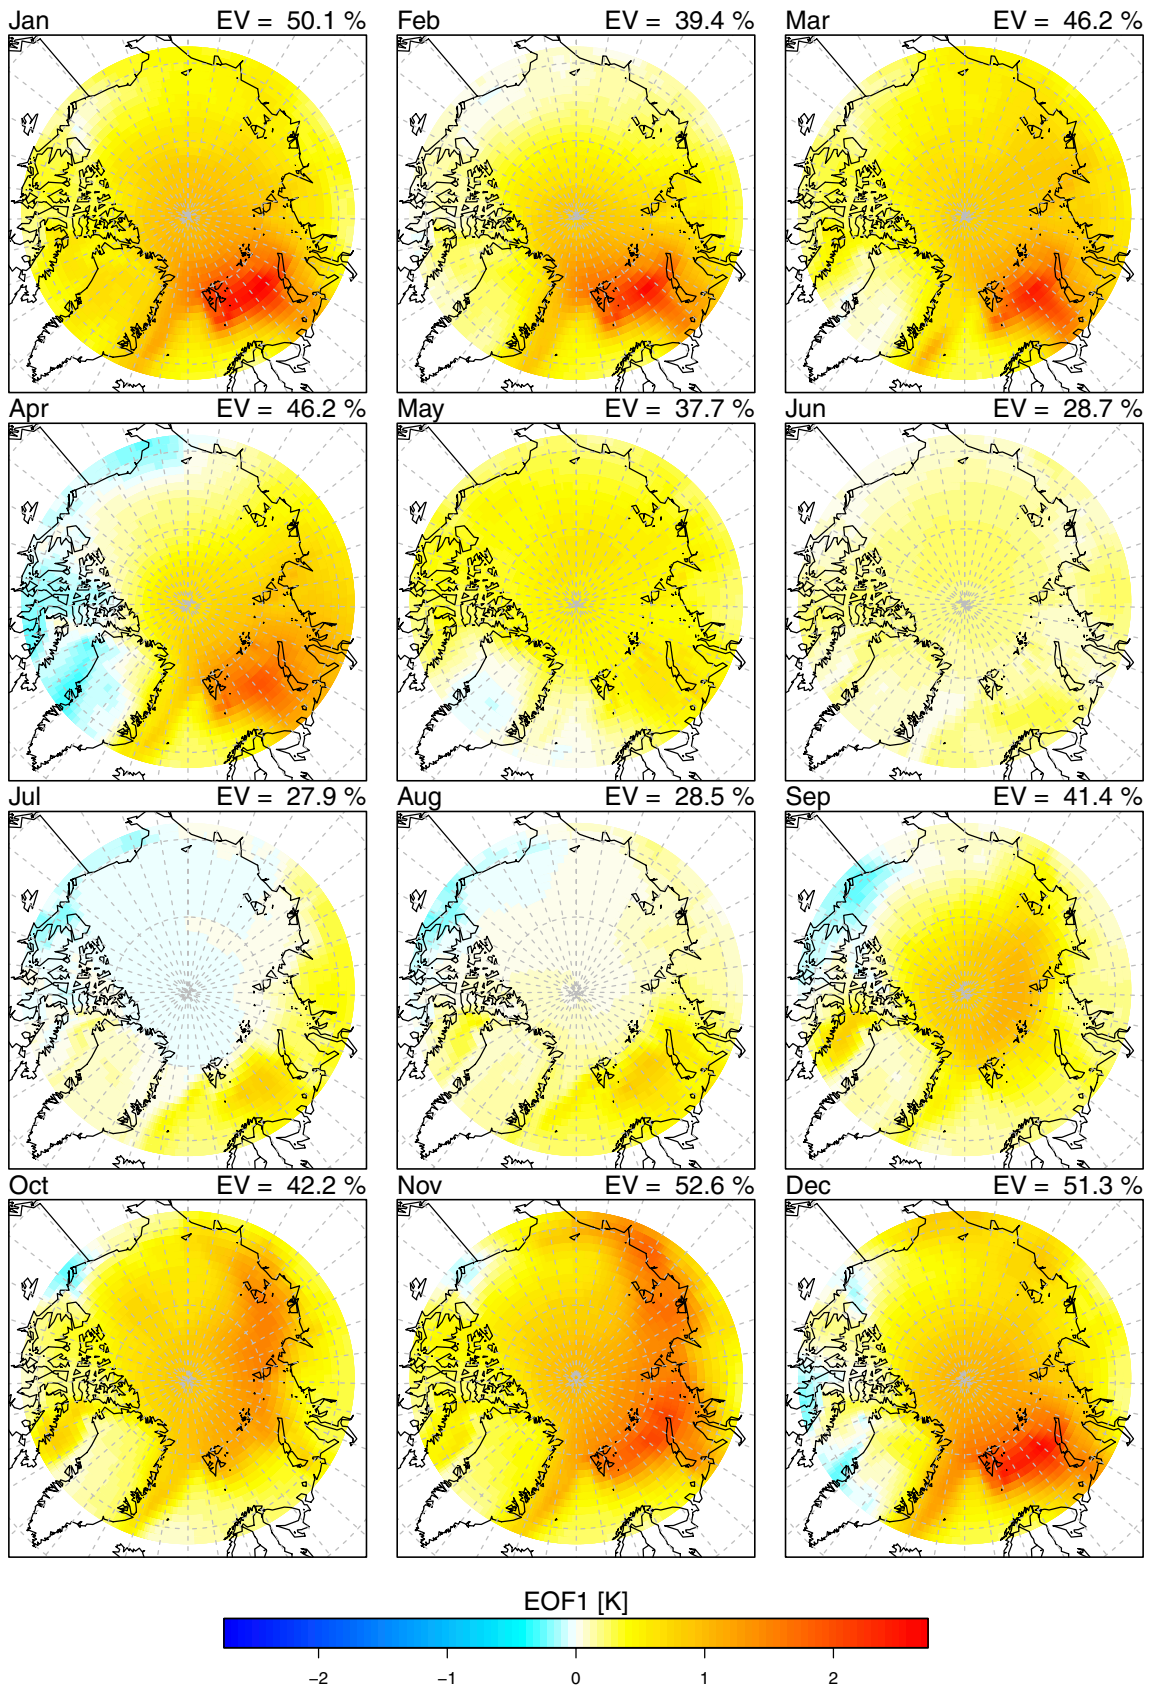 Jan EV = 50.1 % Feb EV = 39.4 % Mar EV = 46.2 %
Apr EV = 46.2 % May EV = 37.7 % Jun EV = 28.7 %
Jul EV = 27.9 % Aug EV = 28.5 % Sep EV = 41.4 %
Oct EV = 42.2 % Nov EV = 52.6 % Dec EV = 51.3 %
EOF1 [K]
−2 −1 0 1 2